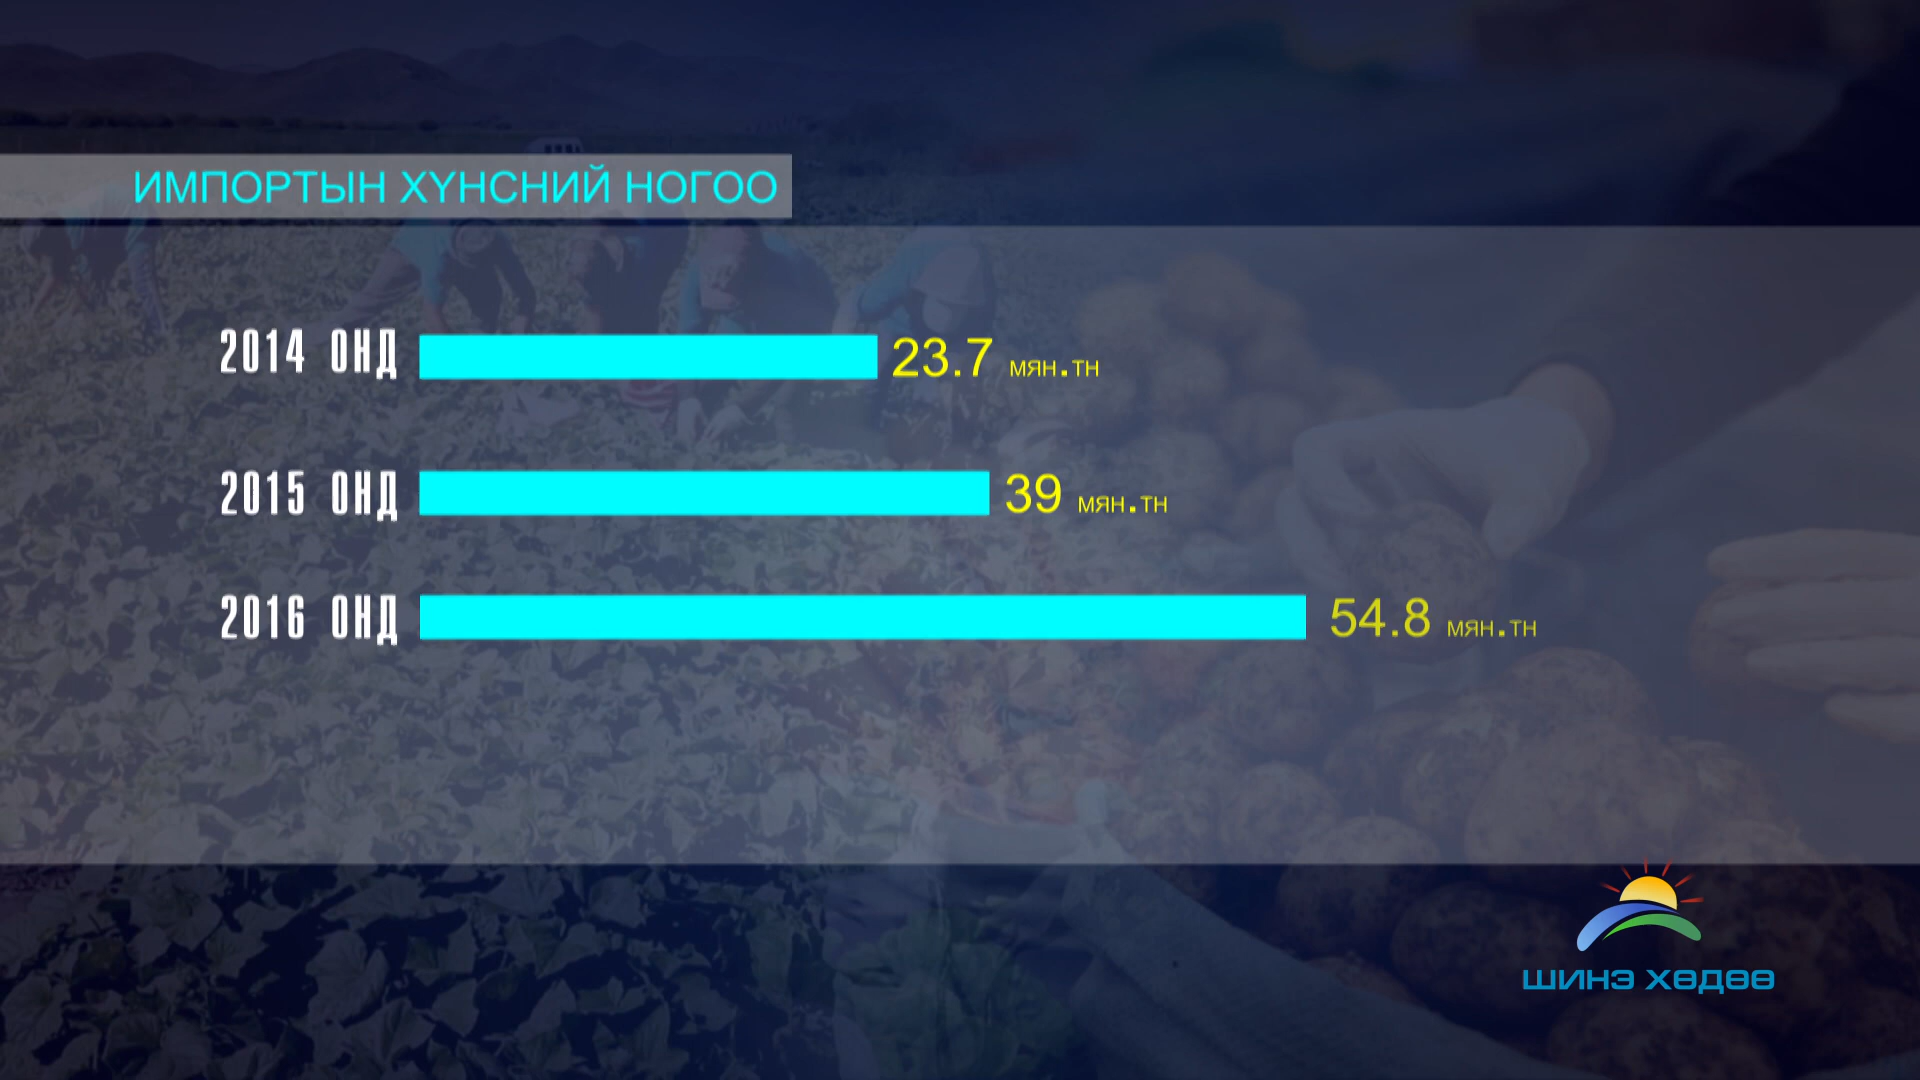 ИМПОРТЫН ХҮНСНИЙ НОГОО
2014 ОНД 23.7 МЯН.ТН
2015 ОНД 39 МЯН.ТН
2016 ОНД 54.8 МЯН.ТН
ШИНЭ ХӨДӨӨ